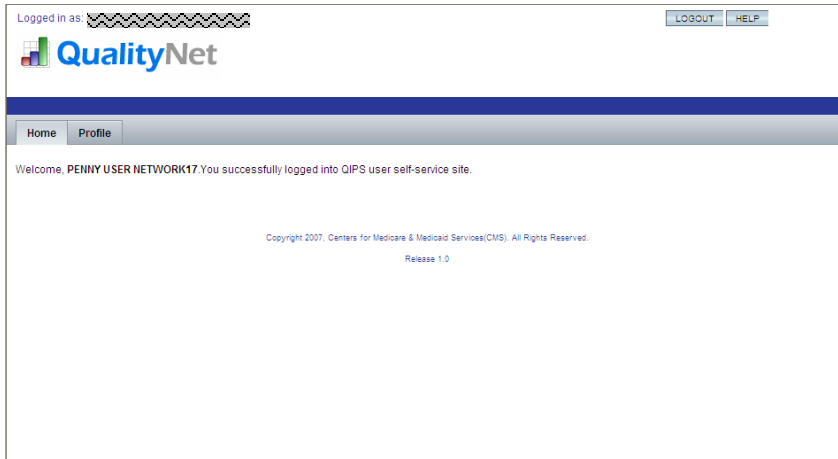 Logged in as:
LOGOUT HELP
QualityNet
Home Profile
Welcome, PENNY USER NETWORK17.You successfully logged into QIPS user self-service site.
Copyright 2007, Centers for Medicare & Medicaid Services(CMS). All Rights Reserved.
Release 1.0